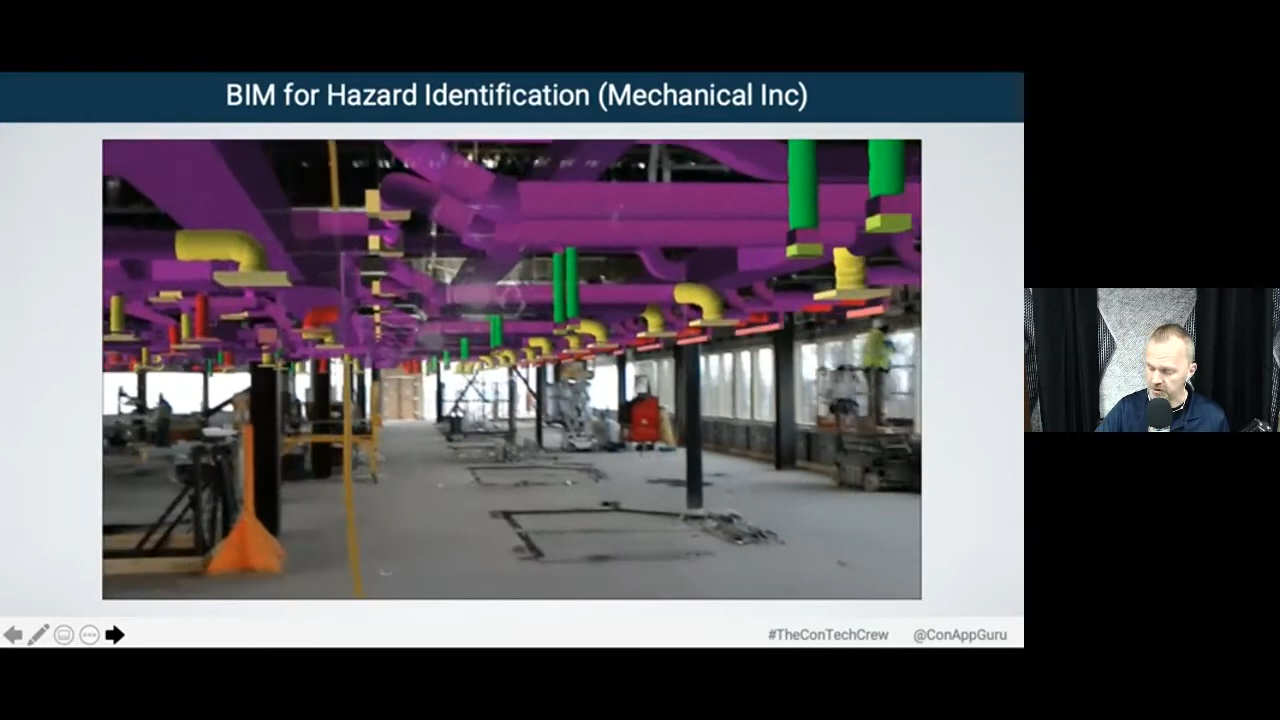 BIM for Hazard Identification (Mechanical Inc)
#TheConTechCrew @ConAppGuru